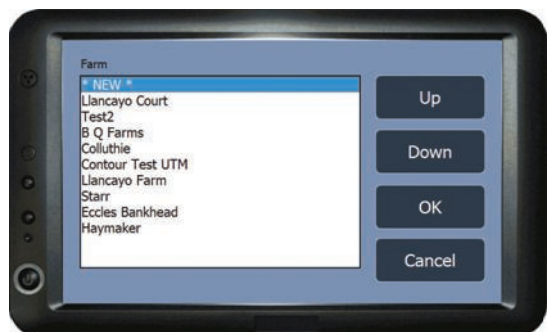 Farm
* NEW *
Llancayo Court
Test2
B Q Farms
Colluthie
Contour Test UTM
Llancayo Farm
Starr
Eccles Bankhead
Haymaker
Up
Down
OK
Cancel